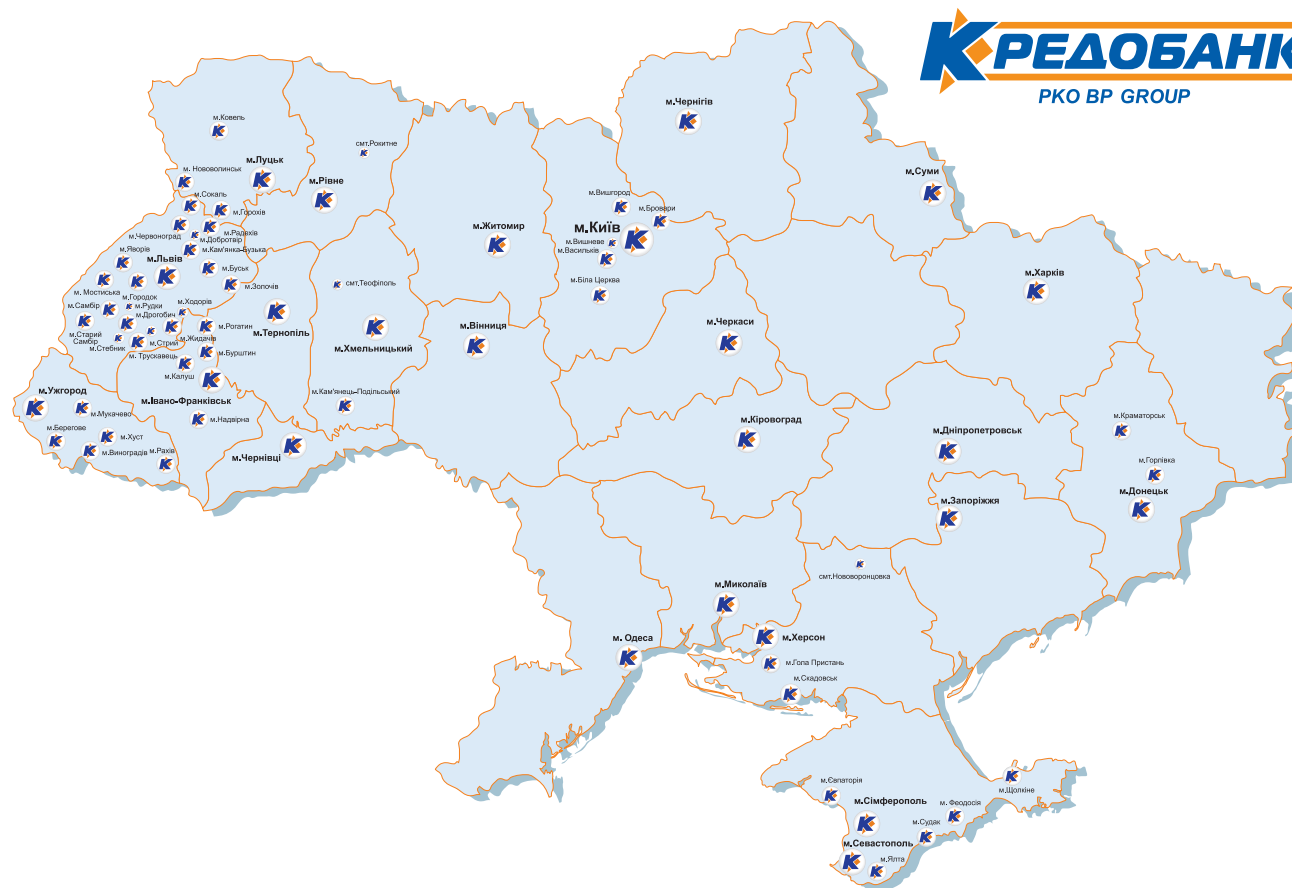 КРЕДОБАНК
PKO BP GROUP
м.Чернігів
м.Ковель
смт.Рокитне
м.Луцьк
м. Нововолинськ
м.Рівне
м.Суми
м.Сокаль
м.Горохів
м.Вишгород
м.Бровари
м.Київ
м.Житомир
м.Червоноград
м.Радехів
м.Добротвір
м.Кам'янка-Бузька
м.Вишневе
м.Васильків
м.Яворів
м.Львів
м.Буськ
м.Харків
м. Мостиська
м.Городок
м.Золочів
смт.Теофіполь
м.Біла Церква
м.Самбір
м.Рудки
м.Ходорів
м.Дрогобич
м.Тернопіль
м.Вінниця
м.Черкаси
м.Старий
Самбір
м.Рогатин
м.Жидачів
м.Стрий
м.Стебник
м. Трускавець
м.Бурштин
м.Хмельницький
м.Калуш
м.Ужгород
м.Івано-Франківськ
м.Кам'янець-Подільський
м.Мукачево
м.Надвірна
м.Кіровоград
м.Краматорськ
м.Берегове
м.Хуст
м.Виноградів
м.Рахів
м.Чернівці
м.Дніпропетровськ
м.Горлівка
м.Донецьк
м.Запоріжжя
смт.Нововоронцовка
м.Миколаїв
м. Одеса
м.Херсон
м.Гола Пристань
м.Скадовськ
м.Євпаторія
м.Щолкіне
м.Сімферополь
м. Феодосія
м.Судак
м.Севастополь
м.Ялта